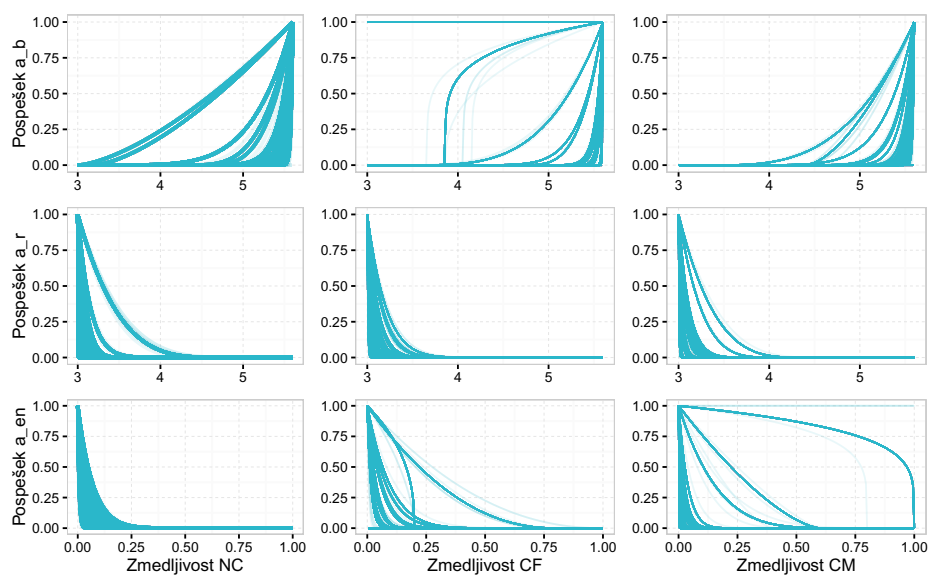 1.00 1.00 1.00
Pospešek a_b
0.75 0.75 0.75
0.50 0.50 0.50
0.25 0.25 0.25
0.00 0.00 0.00
3 4 5 3 4 5 3 4 5
1.00 1.00 1.00
Pospešek a_r
0.75 0.75 0.75
0.50 0.50 0.50
0.25 0.25 0.25
0.00 0.00 0.00
3 4 5 3 4 5 3 4 5
1.00 1.00 1.00
Pospešek a_en
0.75 0.75 0.75
0.50 0.50 0.50
0.25 0.25 0.25
0.00 0.00 0.00
0.00 0.25 0.50 0.75 1.00 0.00 0.25 0.50 0.75 1.00 0.00 0.25 0.50 0.75 1.00
Zmedljivost NC Zmedljivost CF Zmedljivost CM